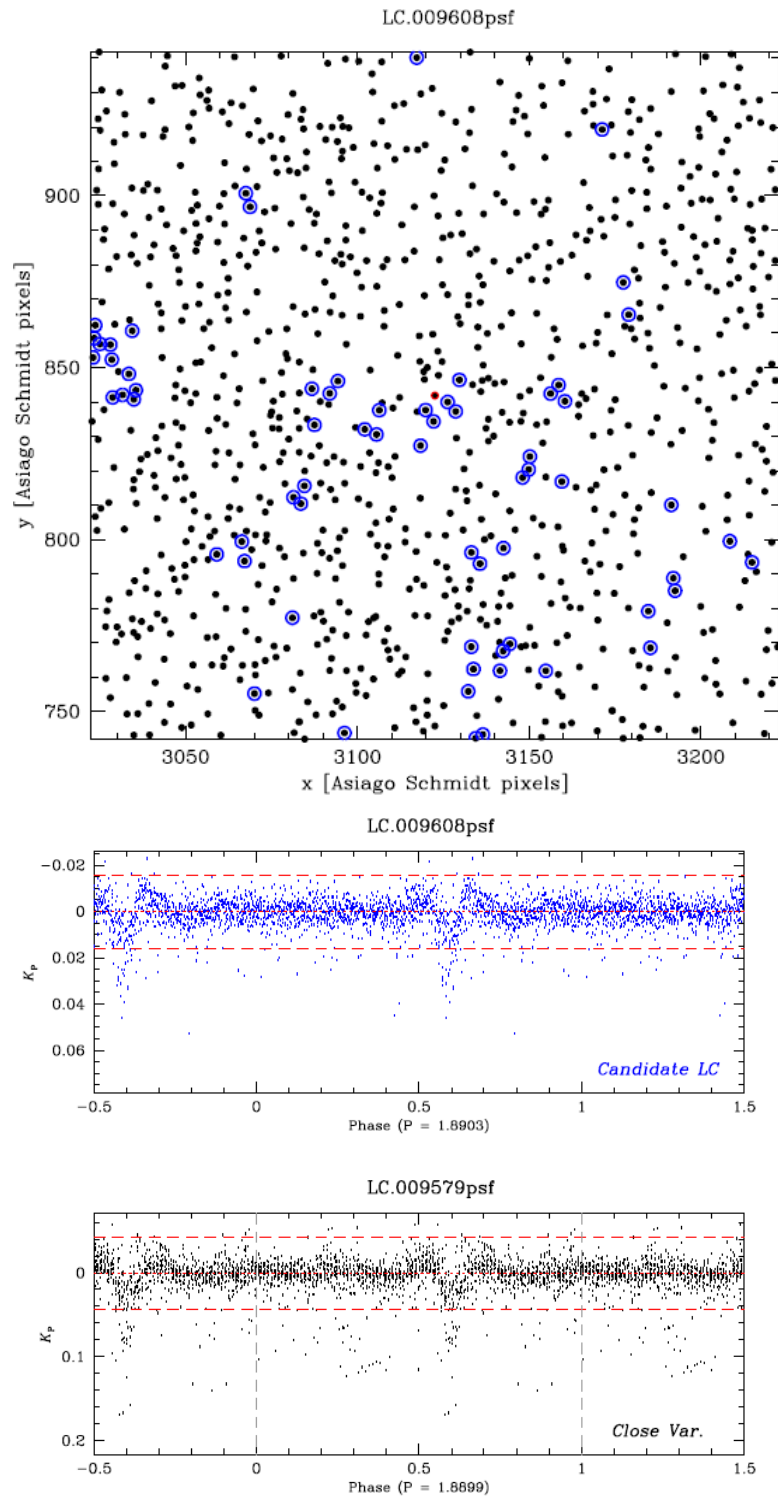 LC.009608psf
900
850
800
750
y [Asiago Schmidt pixels]
3050 3100 3150 3200
x [Asiago Schmidt pixels]
LC.009608psf
−0.02
0
0.02
0.04
0.06
K_P
Candidate LC
−0.5 0 0.5 1 1.5
Phase (P = 1.8903)
LC.009579psf
0
0.1
0.2
K_P
Close Var.
−0.5 0 0.5 1 1.5
Phase (P = 1.8899)